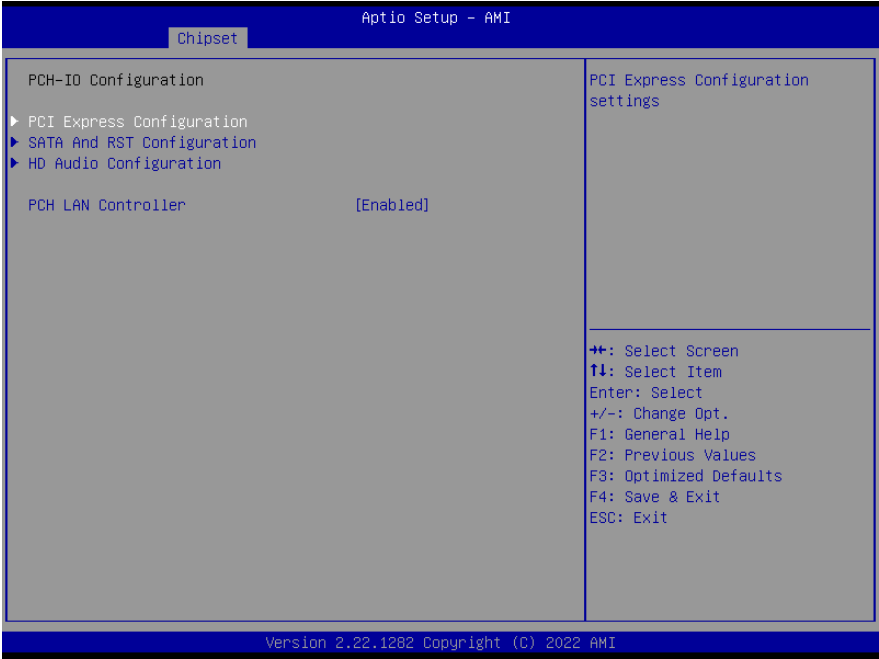 Aptio Setup – AMI
Chipset
PCH-IO Configuration
PCI Express Configuration
SATA And RST Configuration
HD Audio Configuration
PCH LAN Controller [Enabled]
PCI Express Configuration
settings
→←: Select Screen
↑↓: Select Item
Enter: Select
+/-: Change Opt.
F1: General Help
F2: Previous Values
F3: Optimized Defaults
F4: Save & Exit
ESC: Exit
Version 2.22.1282 Copyright (C) 2022 AMI